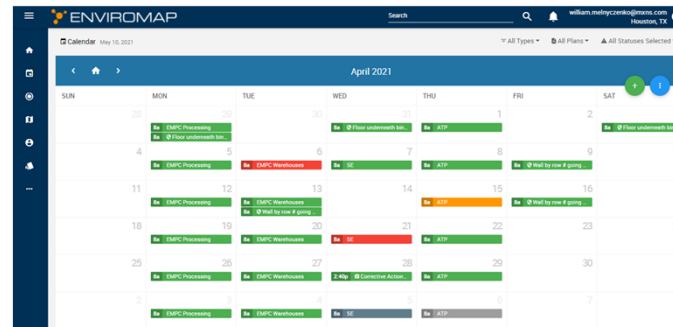 ENVIROMAP
Search
william.melnyczenko@mxns.com
Houston, TX
Calendar May 10, 2021
All Types
All Plans
All Statuses Selected
April 2021
SUN MON TUE WED THU FRI SAT
28 29 30 31 1 2
8a EMPC Processing 8a Floor underneath bin... 8a ATP 8a Floor underneath bin
8a Floor underneath bin...
4 5 6 7 8 9
8a EMPC Processing 8a EMPC Warehouses 8a SE 8a ATP 8a Wall by row # going ...
11 12 13 14 15 16
8a EMPC Processing 8a EMPC Warehouses 8a ATP 8a Wall by row # going ...
8a Wall by row # going ...
18 19 20 21 22 23
8a EMPC Processing 8a EMPC Warehouses 8a SE 8a ATP
25 26 27 28 29 30
8a EMPC Processing 8a EMPC Warehouses 2:40p Corrective Action... 8a ATP
2 3 4 5 6 7
8a EMPC Processing 8a EMPC Warehouses 8a SE 8a ATP